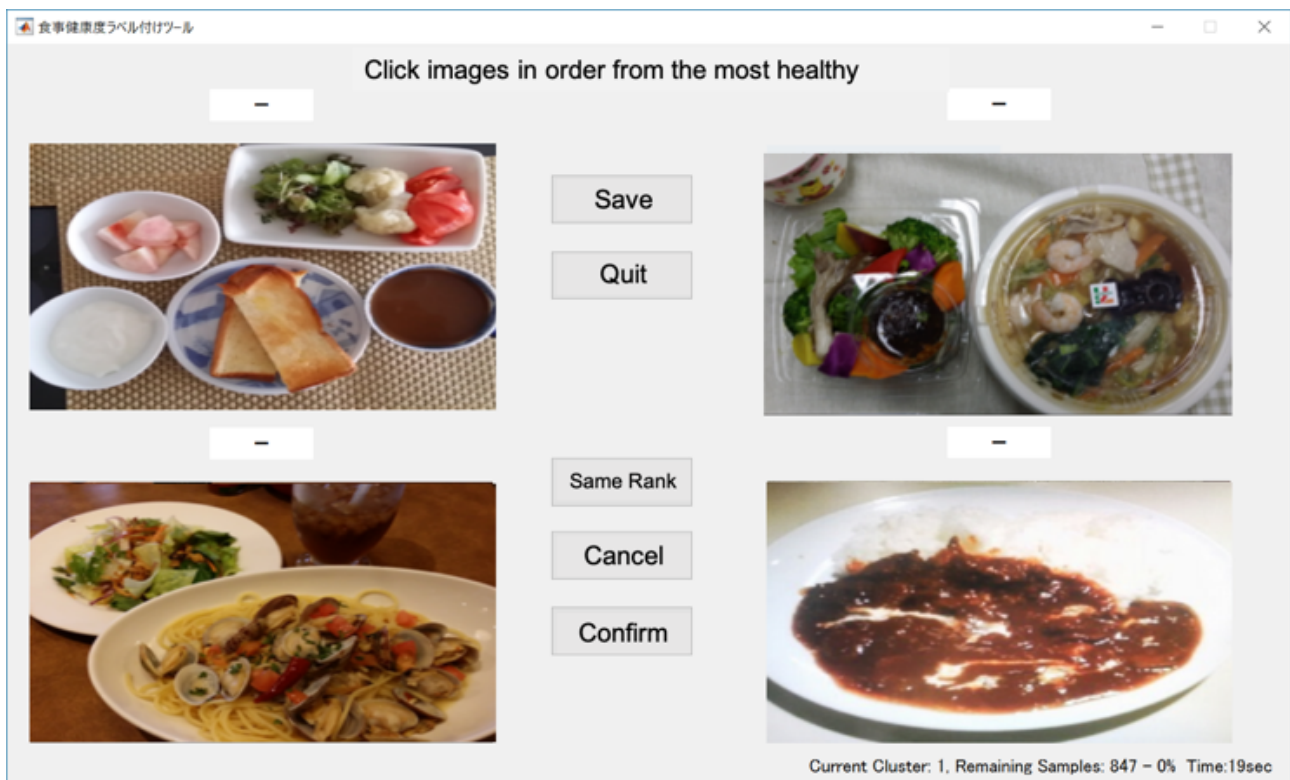 食事健康度ラベル付けツール
Click images in order from the most healthy
–
–
Save
Quit
–
–
Same Rank
Cancel
Confirm
Current Cluster: 1, Remaining Samples: 847 - 0% Time:19sec